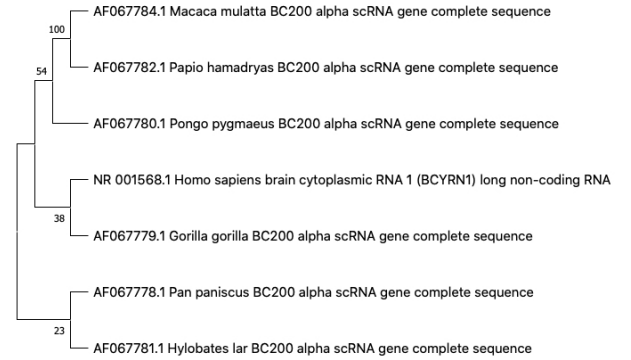 AF067784.1 Macaca mulatta BC200 alpha scRNA gene complete sequence
100
AF067782.1 Papio hamadryas BC200 alpha scRNA gene complete sequence
54
AF067780.1 Pongo pygmaeus BC200 alpha scRNA gene complete sequence
NR 001568.1 Homo sapiens brain cytoplasmic RNA 1 (BCYRN1) long non-coding RNA
38
AF067779.1 Gorilla gorilla BC200 alpha scRNA gene complete sequence
AF067778.1 Pan paniscus BC200 alpha scRNA gene complete sequence
23
AF067781.1 Hylobates lar BC200 alpha scRNA gene complete sequence